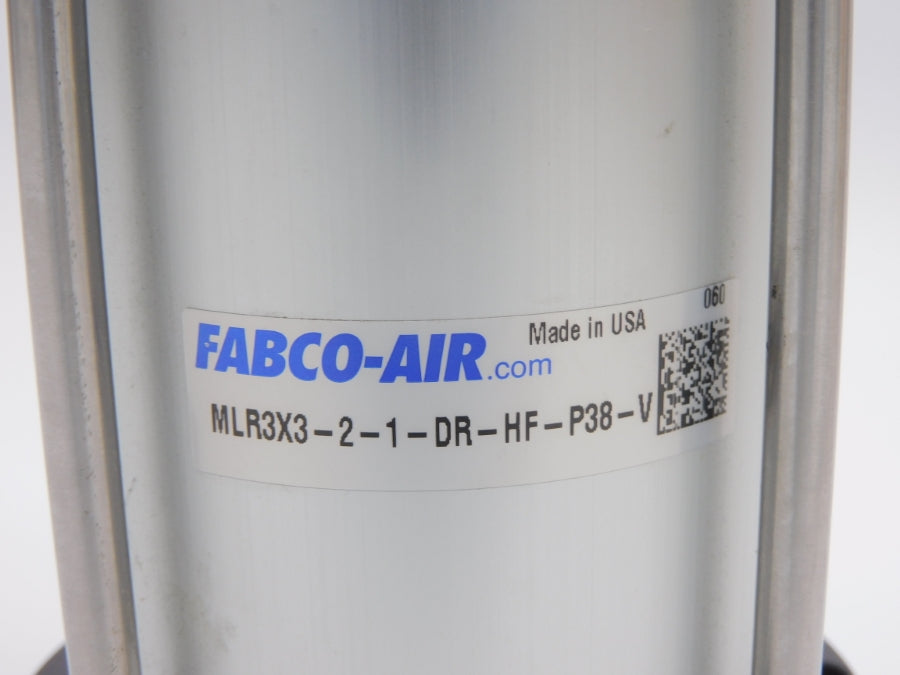 060
FABCO-AIR.com Made in USA
MLR3X3-2-1-DR-HF-P38-V